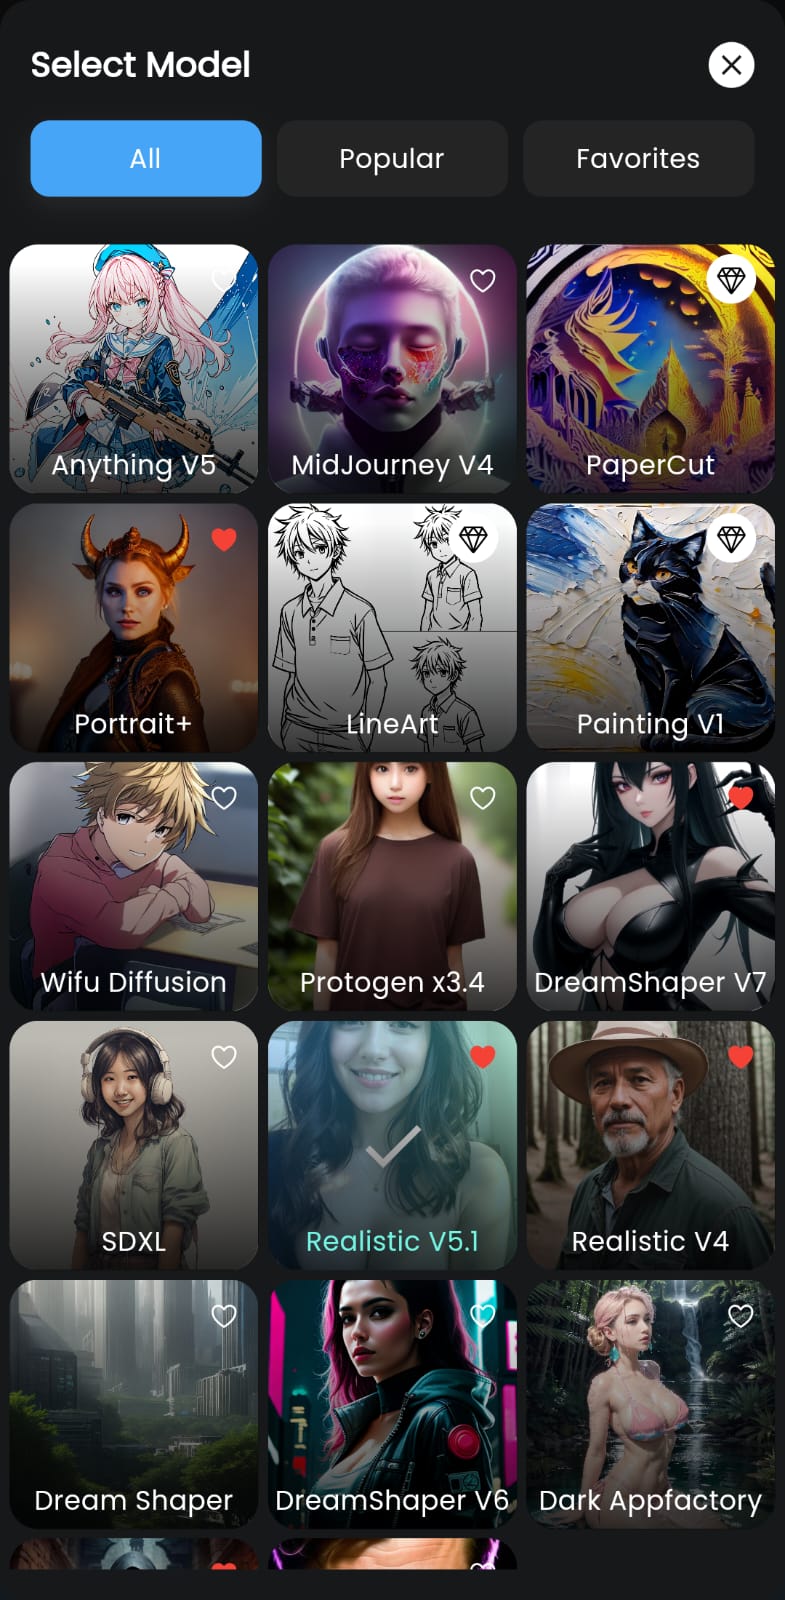 Select Model
All
Popular
Favorites
Anything V5
MidJourney V4
PaperCut
Portrait+
LineArt
Painting V1
Wifu Diffusion
Protogen x3.4
DreamShaper V7
SDXL
Realistic V5.1
Realistic V4
Dream Shaper
DreamShaper V6
Dark Appfactory